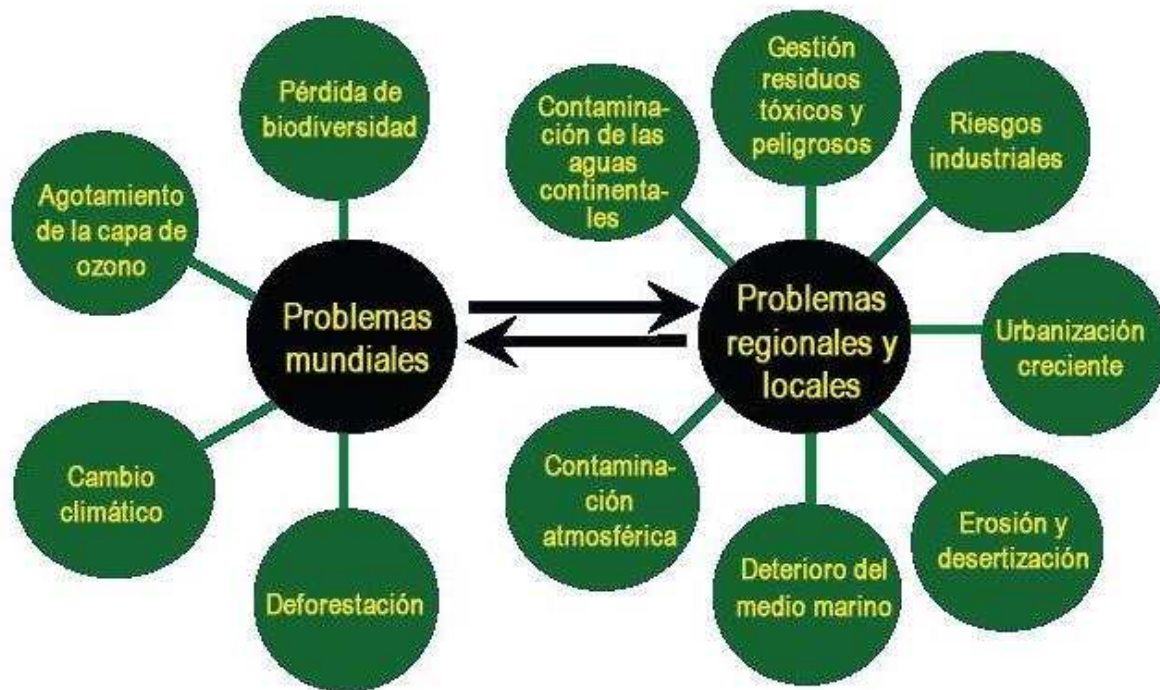 Pérdida de
biodiversidad
Agotamiento
de la capa de
ozono
Problemas
mundiales
Cambio
climático
Deforestación
Gestión
residuos
tóxicos y
peligrosos
Contamina-
ción de las
aguas
continenta-
les
Riesgos
industriales
Problemas
regionales y
locales
Urbanización
creciente
Contamina-
ción
atmosférica
Erosión y
desertización
Deterioro del
medio marino